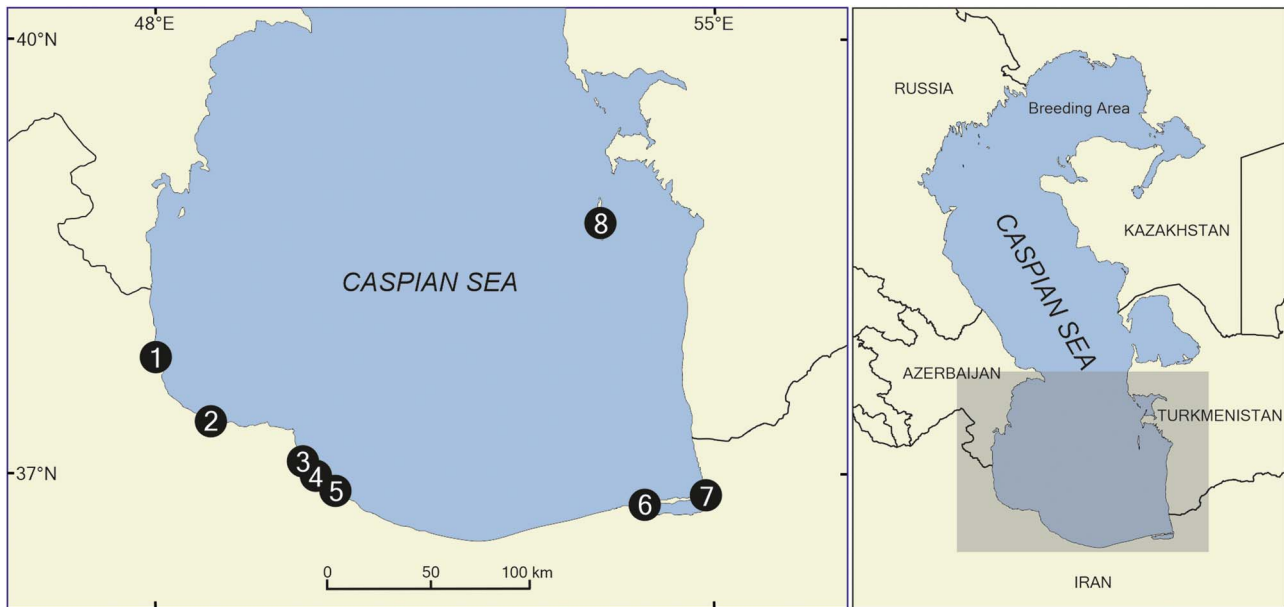 48°E
55°E
40°N
8
CASPIAN SEA
1
2
3
4
5
37°N
6
7
0 50 100 km
RUSSIA
Breeding Area
KAZAKHSTAN
CASPIAN SEA
AZERBAIJAN
TURKMENISTAN
IRAN